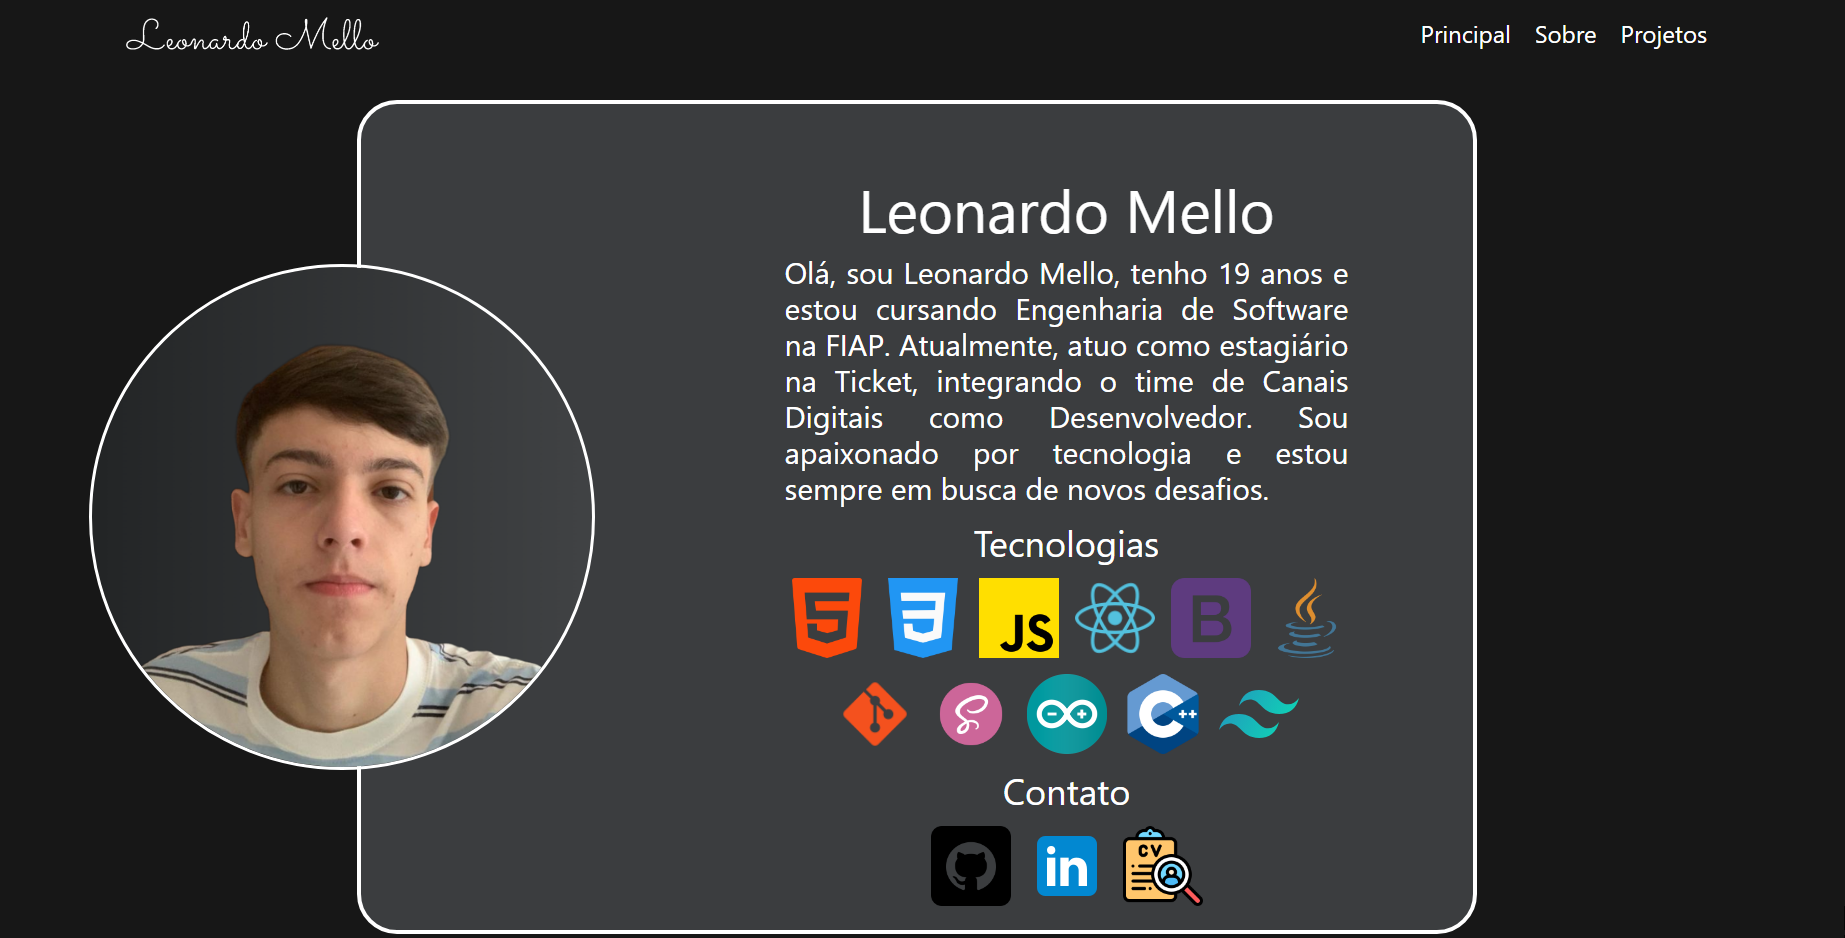 Leonardo Mello
Principal Sobre Projetos
Leonardo Mello
Olá, sou Leonardo Mello, tenho 19 anos e
estou cursando Engenharia de Software
na FIAP. Atualmente, atuo como estagiário
na Ticket, integrando o time de Canais
Digitais como Desenvolvedor. Sou
apaixonado por tecnologia e estou
sempre em busca de novos desafios.
Tecnologias
5 3 JS B
S C++
Contato
in CV